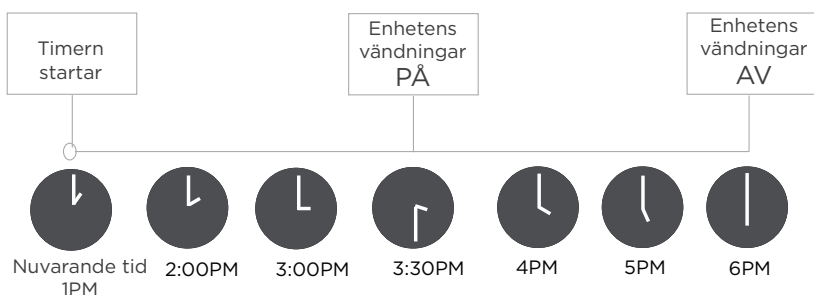 Timern
startar
Enhetens
vändningar
PÅ
Enhetens
vändningar
AV
Nuvarande tid
1PM
2:00PM
3:00PM
3:30PM
4PM
5PM
6PM